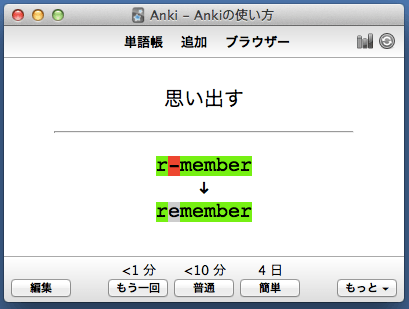 Anki – Ankiの使い方
単語帳 追加 ブラウザー
思い出す
r-member
↓
remember
<1 分 <10 分 4 日
編集 もう一回 普通 簡単 もっと